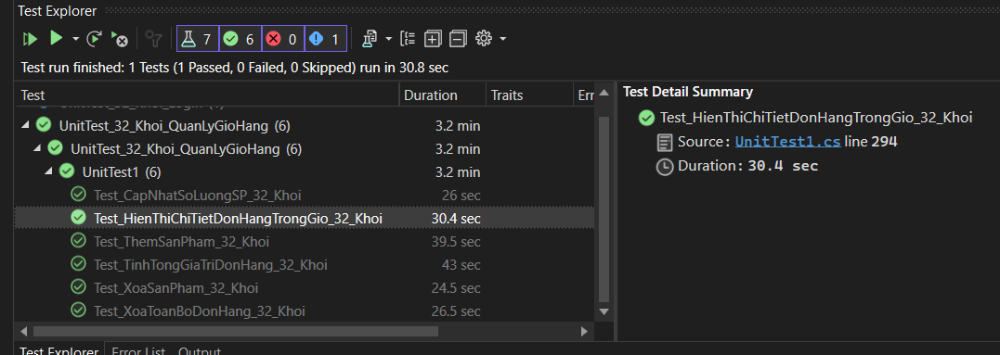 Test Explorer
7 6 0 1
Test run finished: 1 Tests (1 Passed, 0 Failed, 0 Skipped) run in 30.8 sec
Test Duration Traits Err
UnitTest_32_Khoi_QuanLyGioHang (6) 3.2 min
UnitTest_32_Khoi_QuanLyGioHang (6) 3.2 min
UnitTest1 (6) 3.2 min
Test_CapNhatSoLuongSP_32_Khoi 26 sec
Test_HienThiChiTietDonHangTrongGio_32_Khoi 30.4 sec
Test_ThemSanPham_32_Khoi 39.5 sec
Test_TinhTongGiaTriDonHang_32_Khoi 43 sec
Test_XoaSanPham_32_Khoi 24.5 sec
Test_XoaToanBoDonHang_32_Khoi 26.5 sec
Test Detail Summary
Test_HienThiChiTietDonHangTrongGio_32_Khoi
Source: UnitTest1.cs line 294
Duration: 30.4 sec
Test Explorer Error List Output